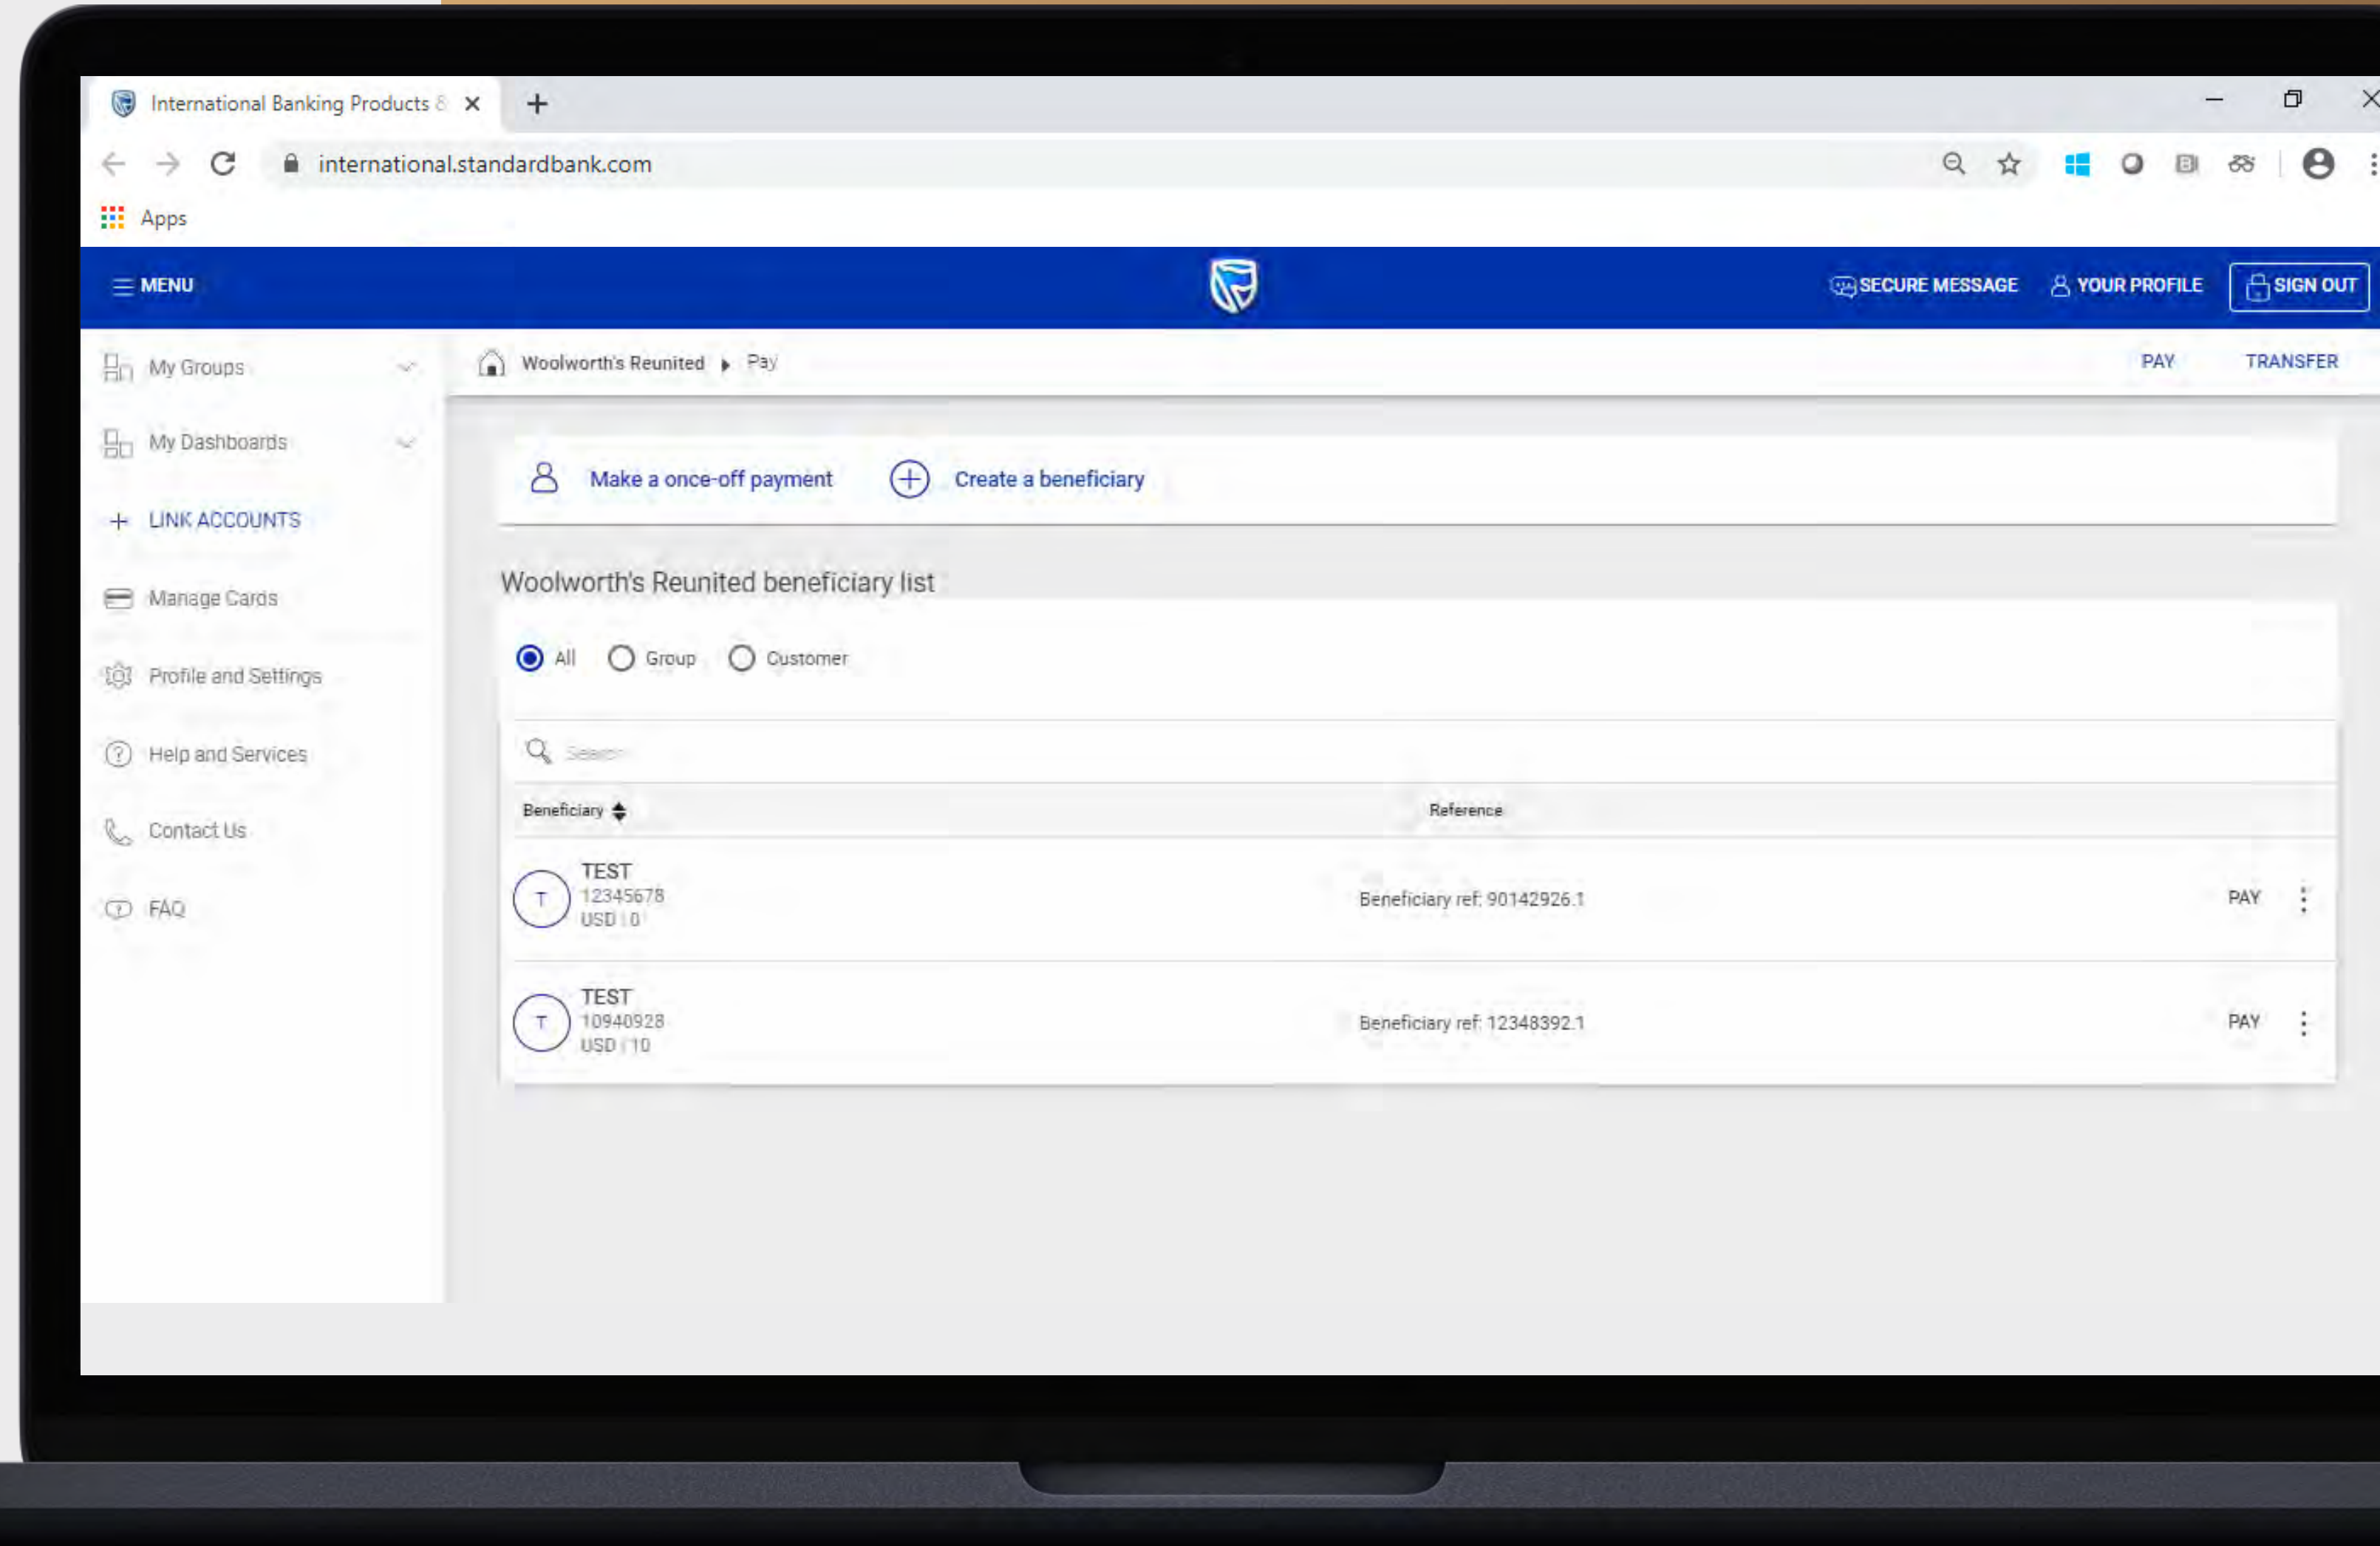 International Banking Products &
international.standardbank.com
Apps
MENU
SECURE MESSAGE
YOUR PROFILE
SIGN OUT
My Groups
Woolworth's Reunited
Pay
PAY
TRANSFER
My Dashboards
Make a once-off payment
Create a beneficiary
+ LINK ACCOUNTS
Woolworth's Reunited beneficiary list
Manage Cards
All
Group
Customer
Profile and Settings
Search
Help and Services
Beneficiary
Reference
Contact Us
TEST
12345678
USD | 0
Beneficiary ref: 90142926.1
PAY
FAQ
TEST
10940928
USD | 10
Beneficiary ref: 12348392.1
PAY
T
T